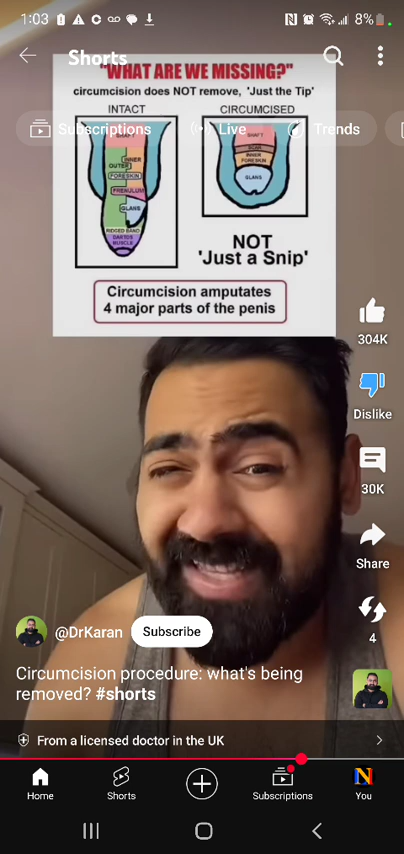 1:03
8%
Shorts
"WHAT ARE WE MISSING?"
circumcision does NOT remove, 'Just the Tip'
INTACT
CIRCUMCISED
Subscriptions
Live
Trends
SHAFT
INNER
OUTER
FORESKIN
FRENULUM
GLANS
RIDGED BAND
DARTOS
MUSCLE
SHAFT
SCAR
INNER
FORESKIN
GLANS
NOT
'Just a Snip'
Circumcision amputates
4 major parts of the penis
304K
Dislike
30K
Share
4
@DrKaran
Subscribe
Circumcision procedure: what's being
removed? #shorts
From a licensed doctor in the UK
Home
Shorts
Subscriptions
You